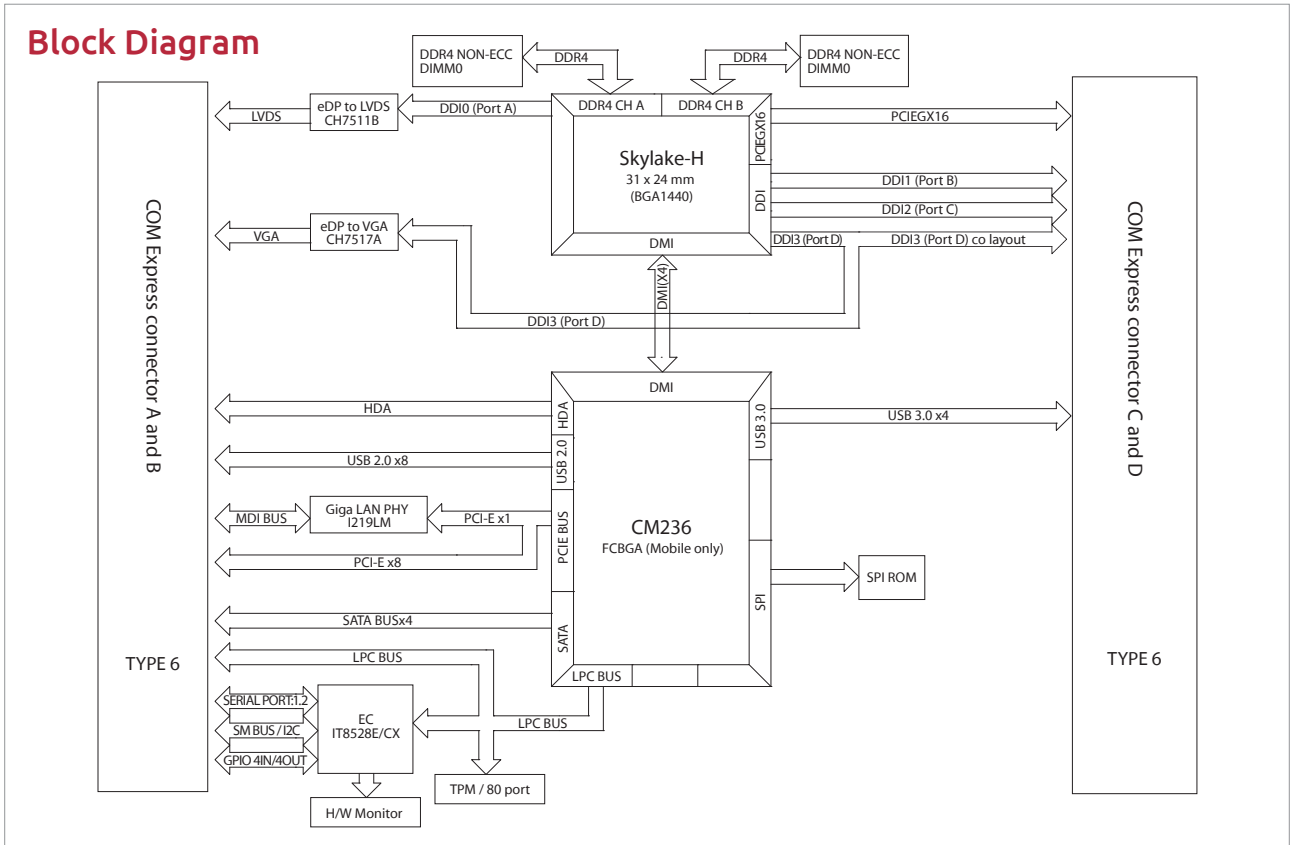 Block Diagram
DDR4 NON-ECC
DIMM0
DDR4
DDR4
DDR4 NON-ECC
DIMM0
COM Express connector A and B
TYPE 6
LVDS
eDP to LVDS
CH7511B
DDI0 (Port A)
DDR4 CH A
DDR4 CH B
Skylake-H
31 x 24 mm
(BGA1440)
PCIEGX16
DDI
DMI
PCIEGX16
DDI1 (Port B)
DDI2 (Port C)
DDI3 (Port D)
DDI3 (Port D) co layout
COM Express connector C and D
TYPE 6
VGA
eDP to VGA
CH7517A
DMI(X4)
DDI3 (Port D)
DMI
HDA
HDA
USB 3.0
USB 3.0 x4
USB 2.0 x8
USB 2.0
MDI BUS
Giga LAN PHY
I219LM
PCI-E x1
PCIE BUS
CM236
FCBGA (Mobile only)
PCI-E x8
SPI
SPI ROM
SATA BUSx4
SATA
LPC BUS
LPC BUS
SERIAL PORT:1.2
SM BUS / I2C
GPIO 4IN/4OUT
EC
IT8528E/CX
LPC BUS
TPM / 80 port
H/W Monitor